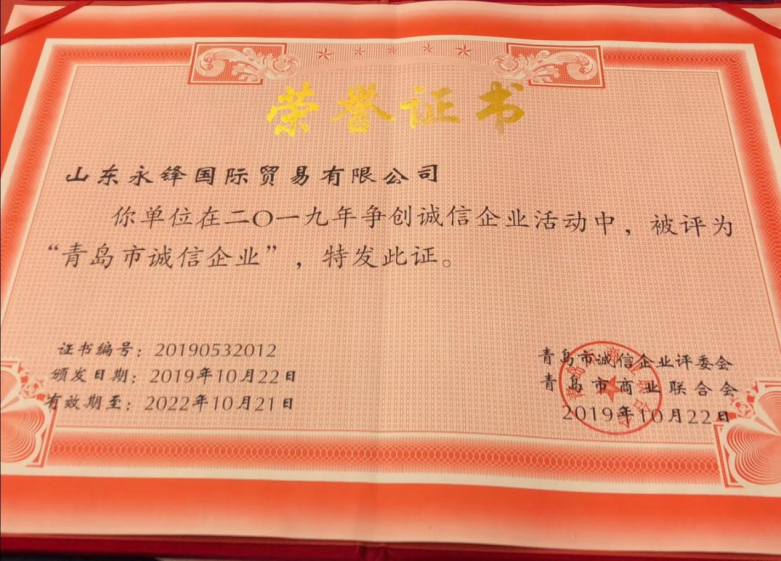 荣誉证书
山东永锋国际贸易有限公司
你单位在二〇一九年争创诚信企业活动中，被评为
“青岛市诚信企业”，特发此证。
证书编号：20190532012
颁发日期：2019年10月22日
有效期至：2022年10月21日
青岛市诚信企业评委会
青岛市商业联合会
2019年10月22日